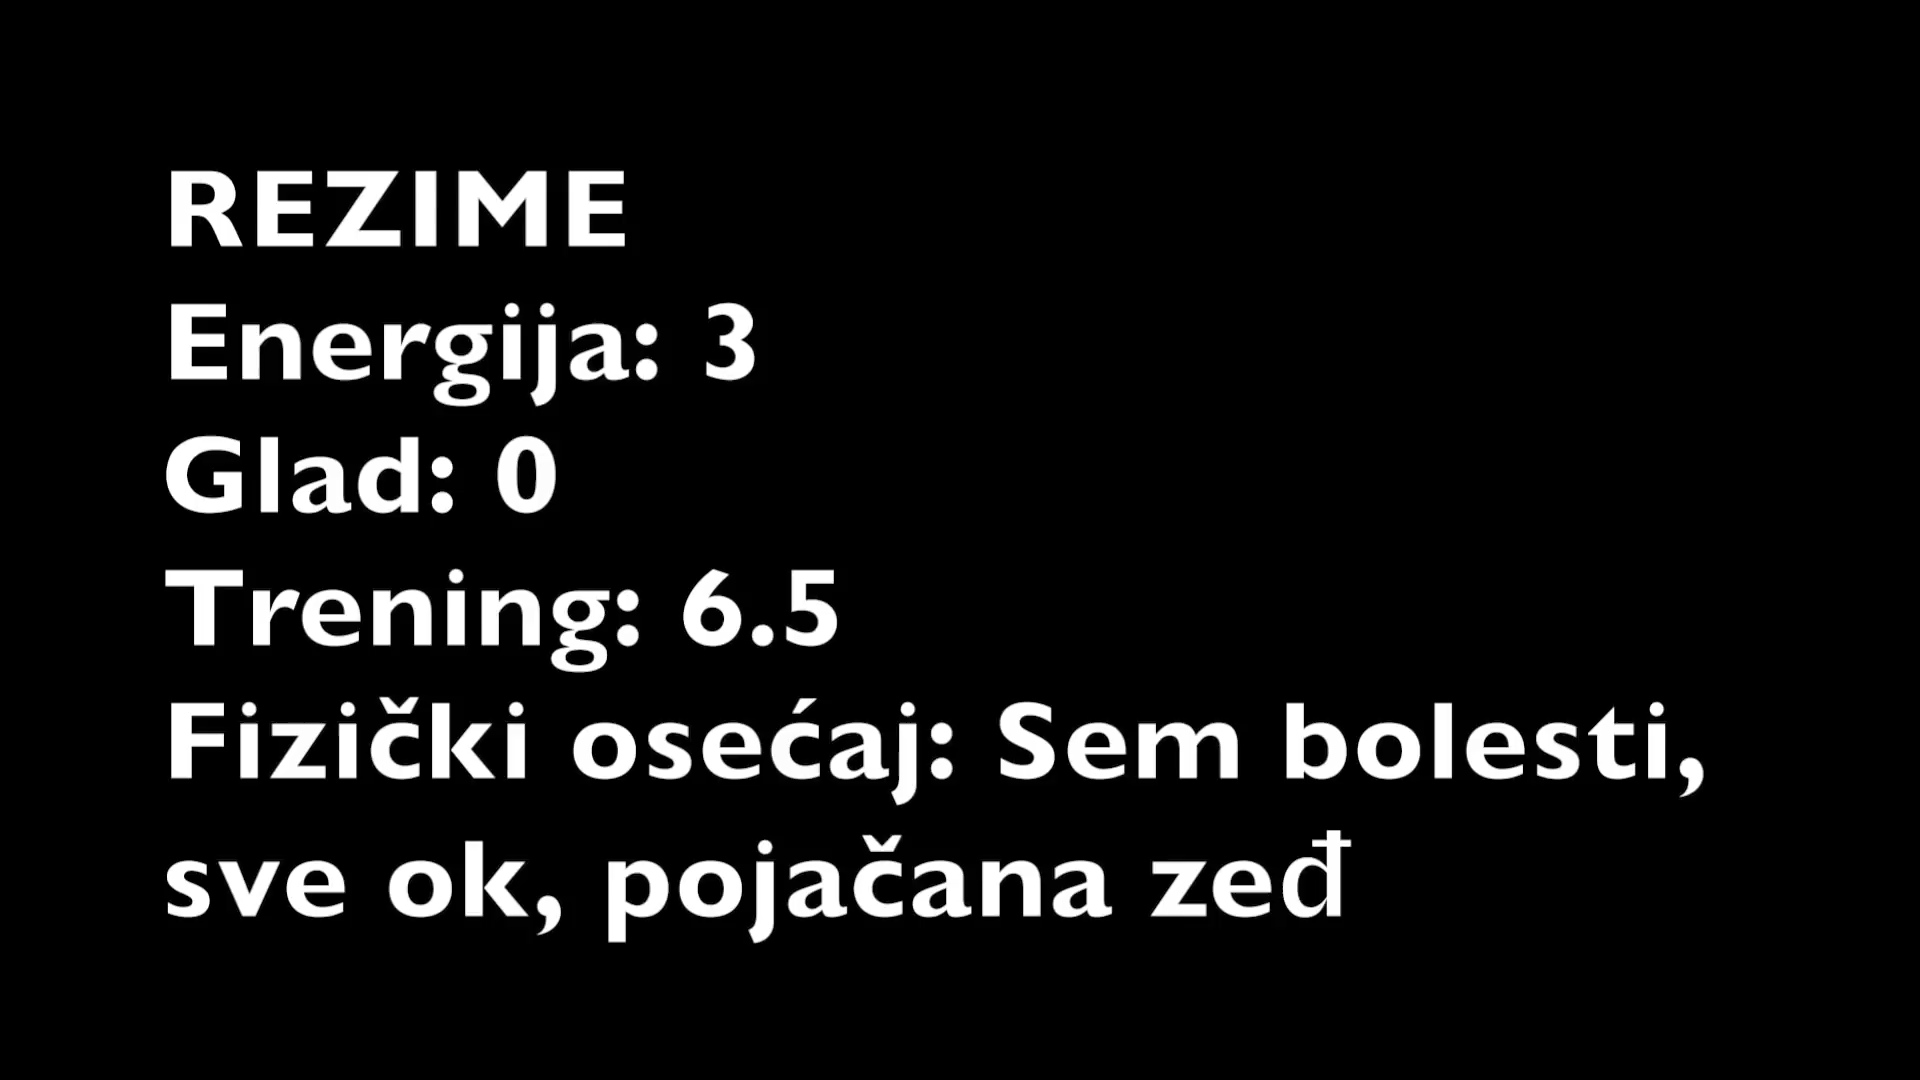 REZIME
Energija: 3
Glad: 0
Trening: 6.5
Fizički osećaj: Sem bolesti,
sve ok, pojačana zeđ